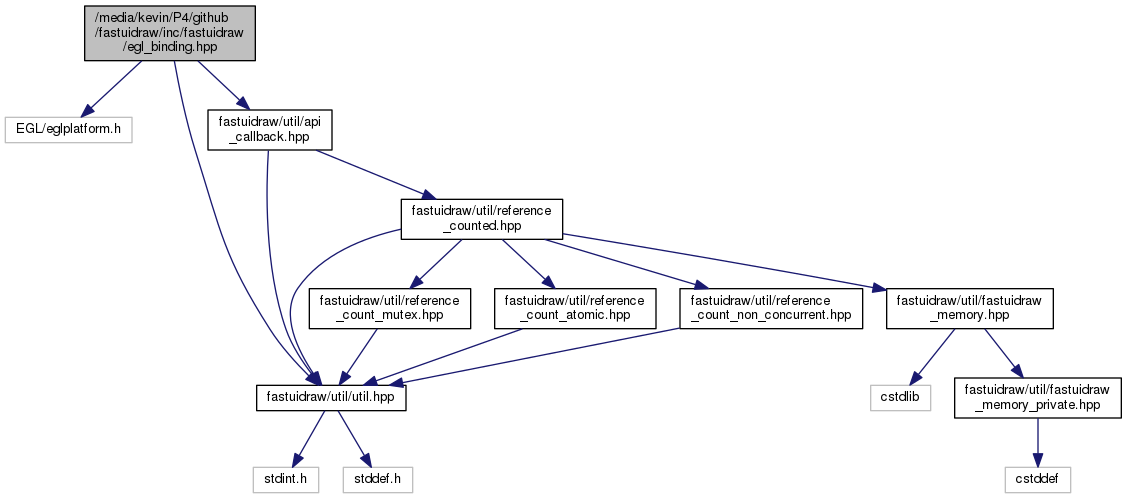 /media/kevin/P4/github
/fastuidraw/inc/fastuidraw
/egl_binding.hpp
EGL/eglplatform.h
fastuidraw/util/api
_callback.hpp
fastuidraw/util/reference
_counted.hpp
fastuidraw/util/reference
_count_mutex.hpp
fastuidraw/util/reference
_count_atomic.hpp
fastuidraw/util/reference
_count_non_concurrent.hpp
fastuidraw/util/fastuidraw
_memory.hpp
fastuidraw/util/util.hpp
cstdlib
fastuidraw/util/fastuidraw
_memory_private.hpp
stdint.h
stddef.h
cstddef